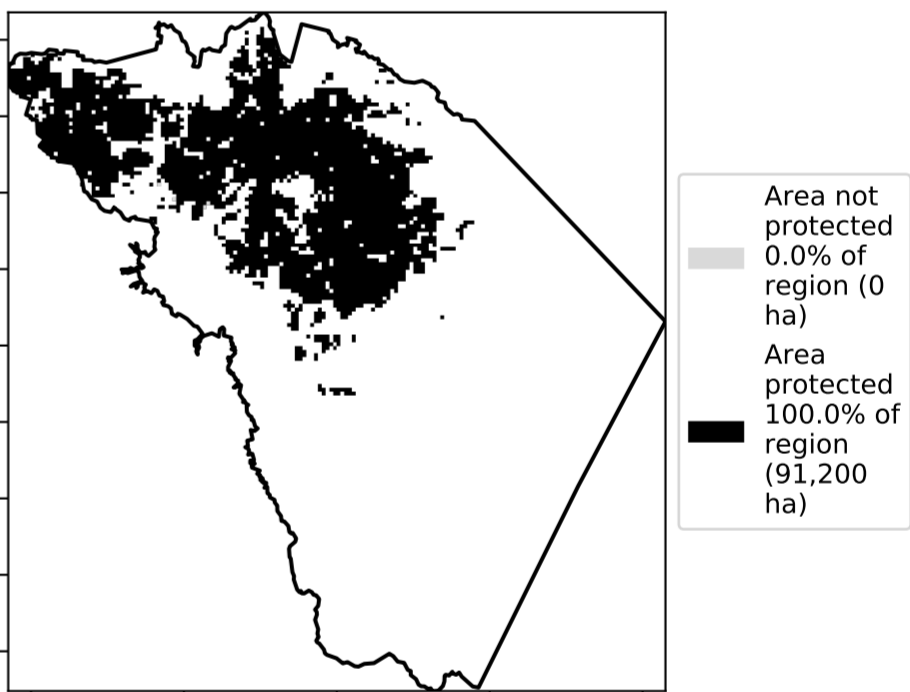 Area not
protected
0.0% of
region (0
ha)
Area
protected
100.0% of
region
(91,200
ha)